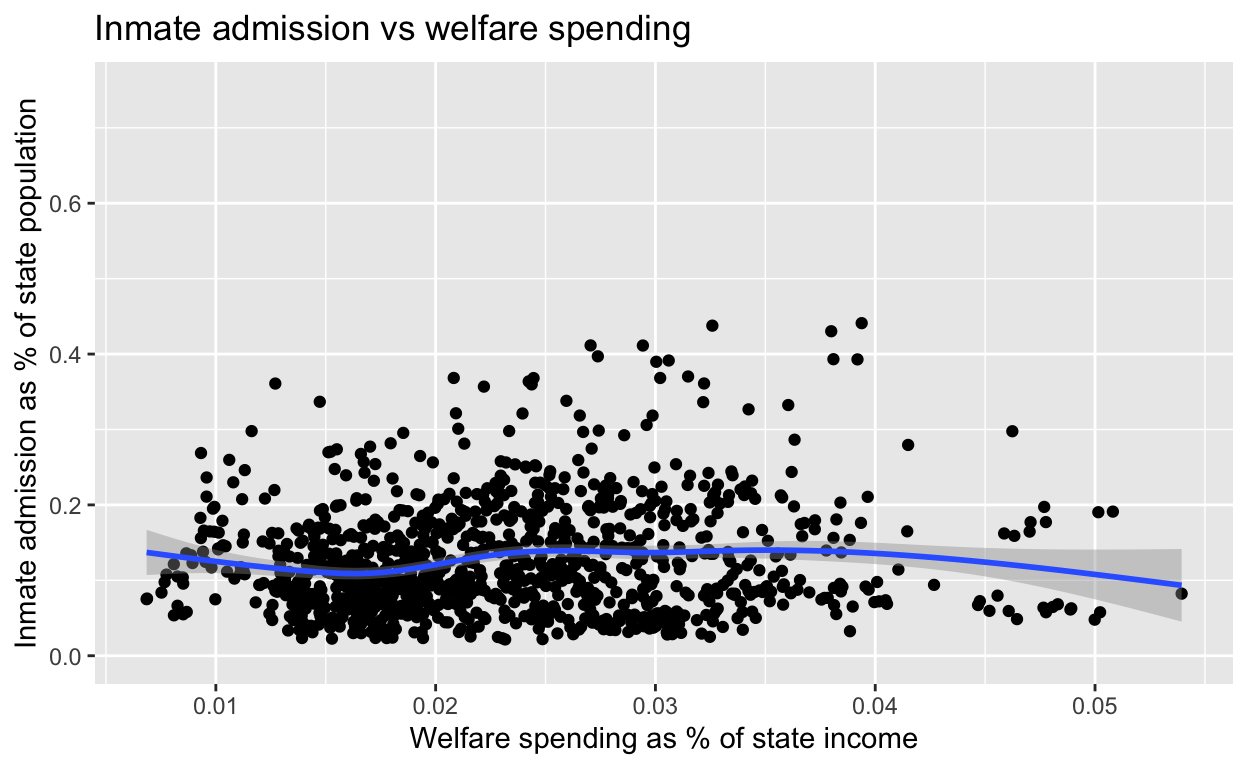 Inmate admission vs welfare spending
Inmate admission as % of state population
0.6
0.4
0.2
0.0
0.01 0.02 0.03 0.04 0.05
Welfare spending as % of state income